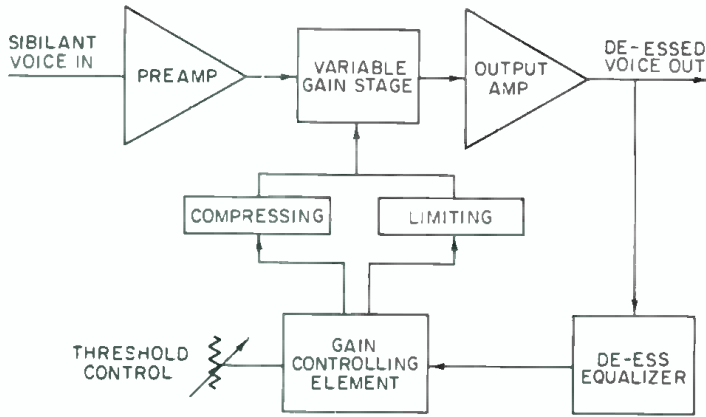 SIBILANT
VOICE IN
PREAMP
VARIABLE
GAIN STAGE
OUTPUT
AMP
DE-ESSED
VOICE OUT
COMPRESSING
LIMITING
THRESHOLD
CONTROL
GAIN
CONTROLLING
ELEMENT
DE-ESS
EQUALIZER